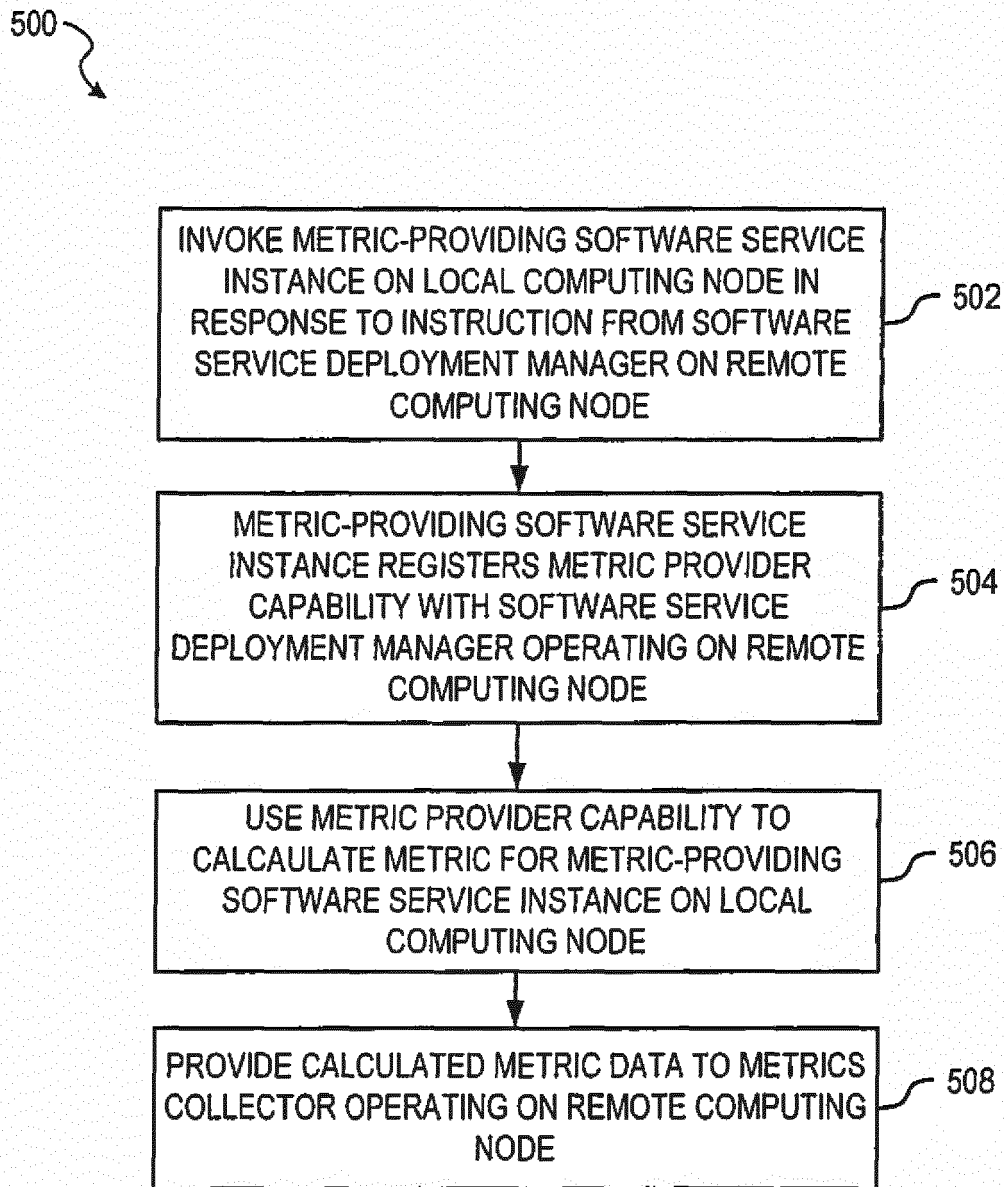 500
INVOKE METRIC-PROVIDING SOFTWARE SERVICE
INSTANCE ON LOCAL COMPUTING NODE IN
RESPONSE TO INSTRUCTION FROM SOFTWARE
SERVICE DEPLOYMENT MANAGER ON REMOTE
COMPUTING NODE
502
METRIC-PROVIDING SOFTWARE SERVICE
INSTANCE REGISTERS METRIC PROVIDER
CAPABILITY WITH SOFTWARE SERVICE
DEPLOYMENT MANAGER OPERATING ON REMOTE
COMPUTING NODE
504
USE METRIC PROVIDER CAPABILITY TO
CALCAULATE METRIC FOR METRIC-PROVIDING
SOFTWARE SERVICE INSTANCE ON LOCAL
COMPUTING NODE
506
PROVIDE CALCULATED METRIC DATA TO METRICS
COLLECTOR OPERATING ON REMOTE COMPUTING
NODE
508